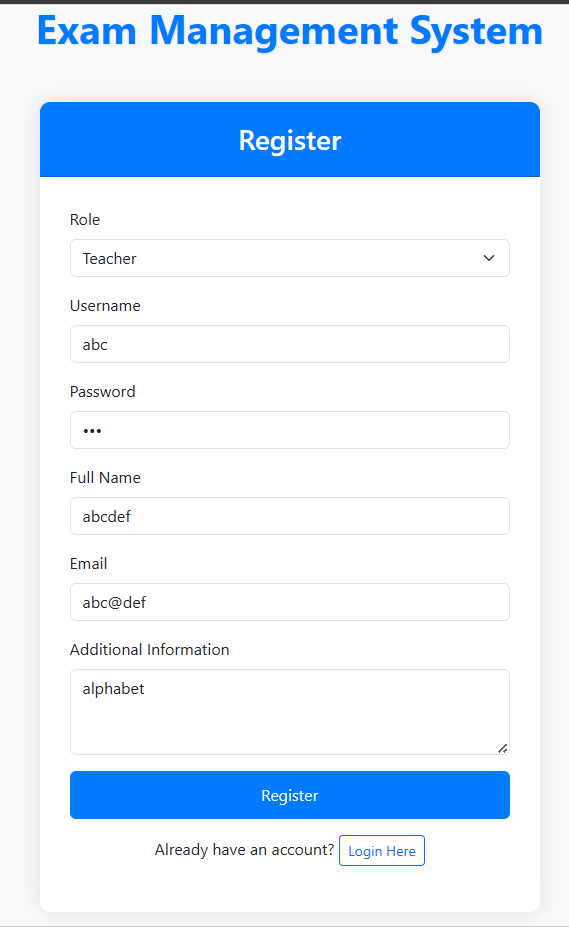 Exam Management System
Register
Role
Teacher
Username
abc
Password
•••
Full Name
abcdef
Email
abc@def
Additional Information
alphabet
Register
Already have an account? Login Here